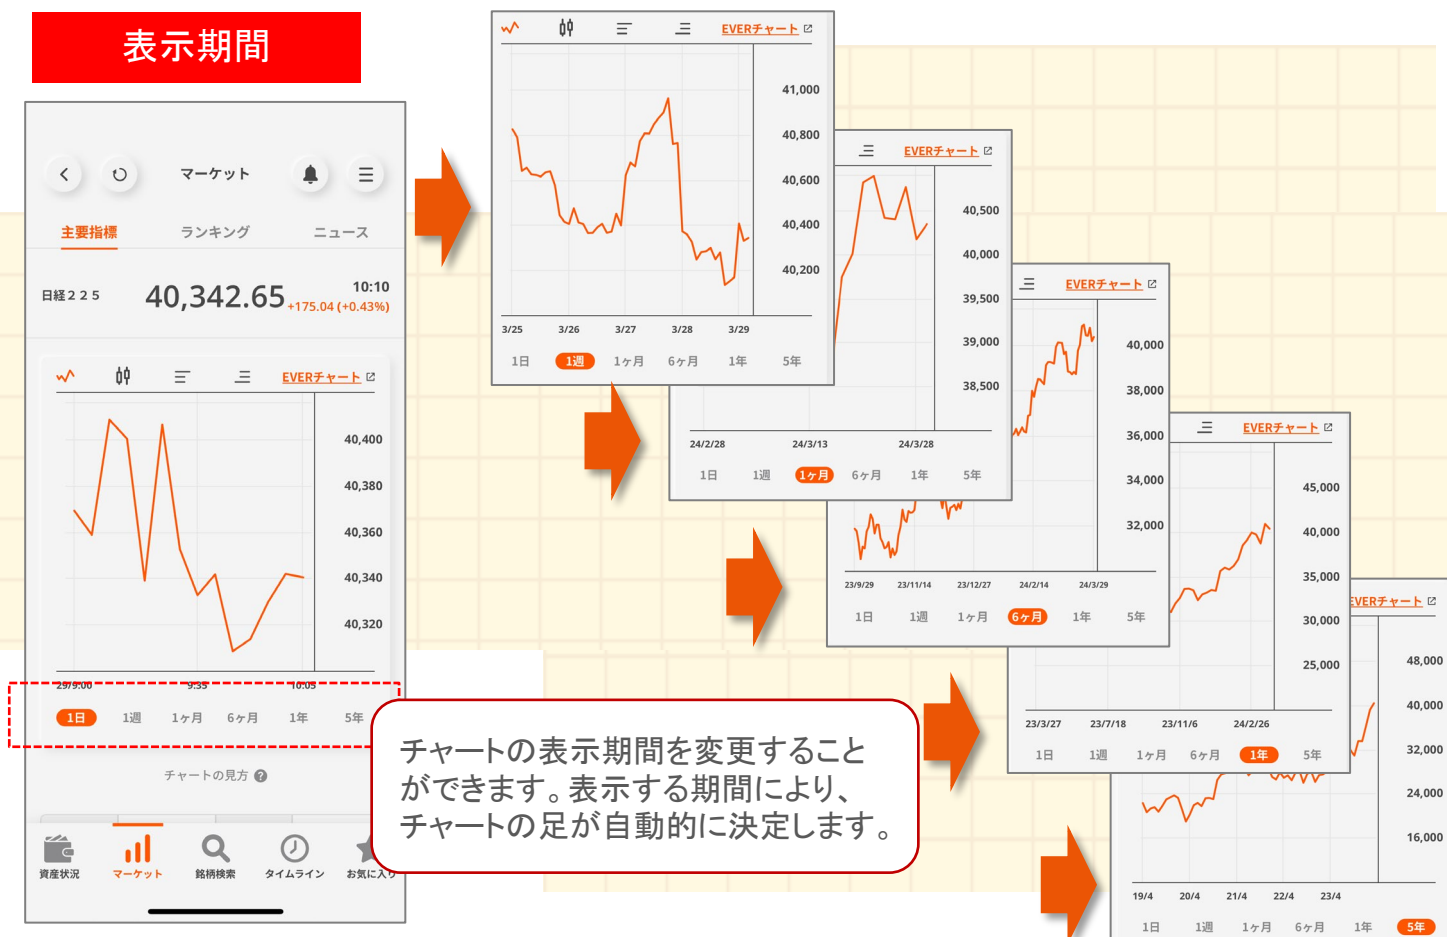 表示期間
マーケット
主要指標
ランキング
ニュース
日経２２５
40,342.65
10:10
+175.04 (+0.43%)
EVERチャート
40,400
40,380
40,360
40,340
40,320
29/9:00
9:35
10:05
1日
1週
1ヶ月
6ヶ月
1年
5年
チャートの見方
資産状況
マーケット
銘柄検索
タイムライン
お気に入り
EVERチャート
41,000
40,800
40,600
40,400
40,200
3/25
3/26
3/27
3/28
3/29
1日
1週
1ヶ月
6ヶ月
1年
5年
EVERチャート
40,500
40,000
39,500
39,000
38,500
24/2/28
24/3/13
24/3/28
1日
1週
1ヶ月
6ヶ月
1年
5年
EVERチャート
40,000
38,000
36,000
34,000
32,000
23/9/29
23/11/14
23/12/27
24/2/14
24/3/29
1日
1週
1ヶ月
6ヶ月
1年
5年
EVERチャート
45,000
40,000
35,000
30,000
25,000
23/3/27
23/7/18
23/11/6
24/2/26
1日
1週
1ヶ月
6ヶ月
1年
5年
EVERチャート
48,000
40,000
32,000
24,000
16,000
19/4
20/4
21/4
22/4
23/4
1日
1週
1ヶ月
6ヶ月
1年
5年
チャートの表示期間を変更すること
ができます。表示する期間により、
チャートの足が自動的に決定します。